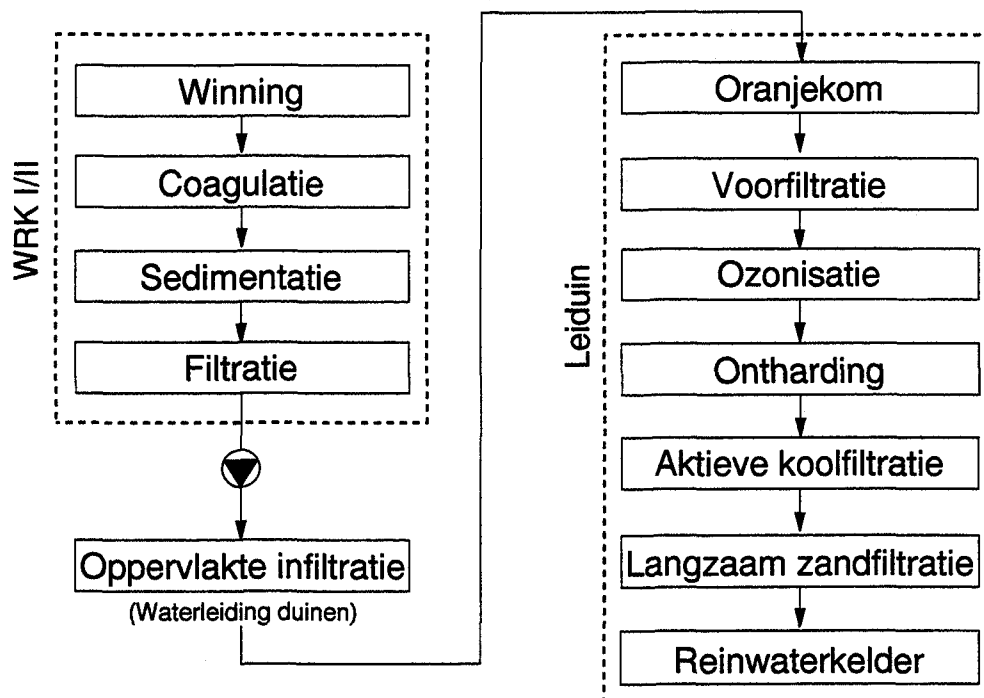 WRK I/II
Winning
Coagulatie
Sedimentatie
Filtratie
Oppervlakte infiltratie
(Waterleiding duinen)
Leiduin
Oranjekom
Voorfiltratie
Ozonisatie
Ontharding
Aktieve koolfiltratie
Langzaam zandfiltratie
Reinwaterkelder